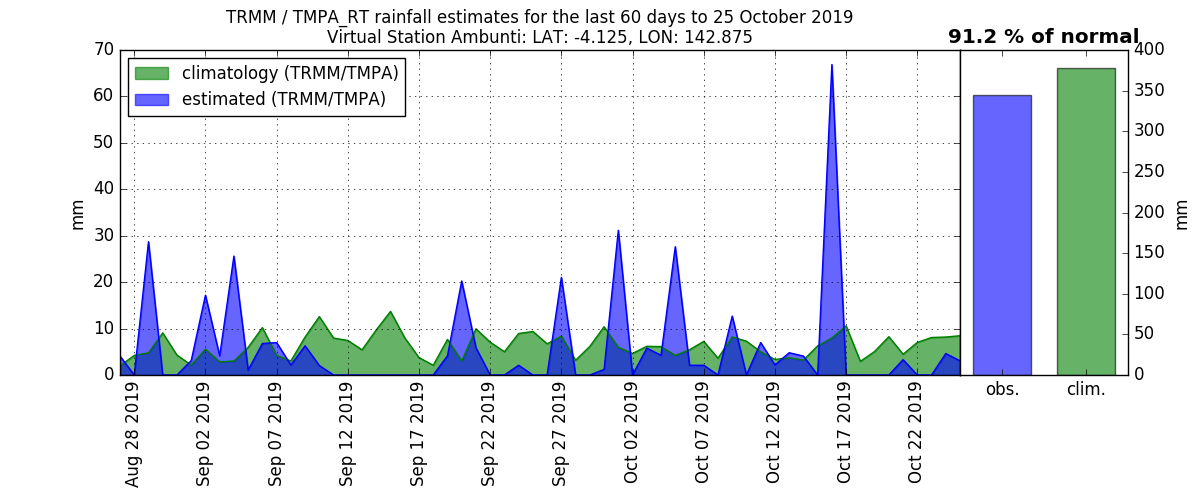 TRMM / TMPA_RT rainfall estimates for the last 60 days to 25 October 2019
Virtual Station Ambunti: LAT: -4.125, LON: 142.875
91.2 % of normal
climatology (TRMM/TMPA)
estimated (TRMM/TMPA)
mm
70
60
50
40
30
20
10
0
Aug 28 2019
Sep 02 2019
Sep 07 2019
Sep 12 2019
Sep 17 2019
Sep 22 2019
Sep 27 2019
Oct 02 2019
Oct 07 2019
Oct 12 2019
Oct 17 2019
Oct 22 2019
obs.
clim.
400
350
300
250
200
150
100
50
0
mm